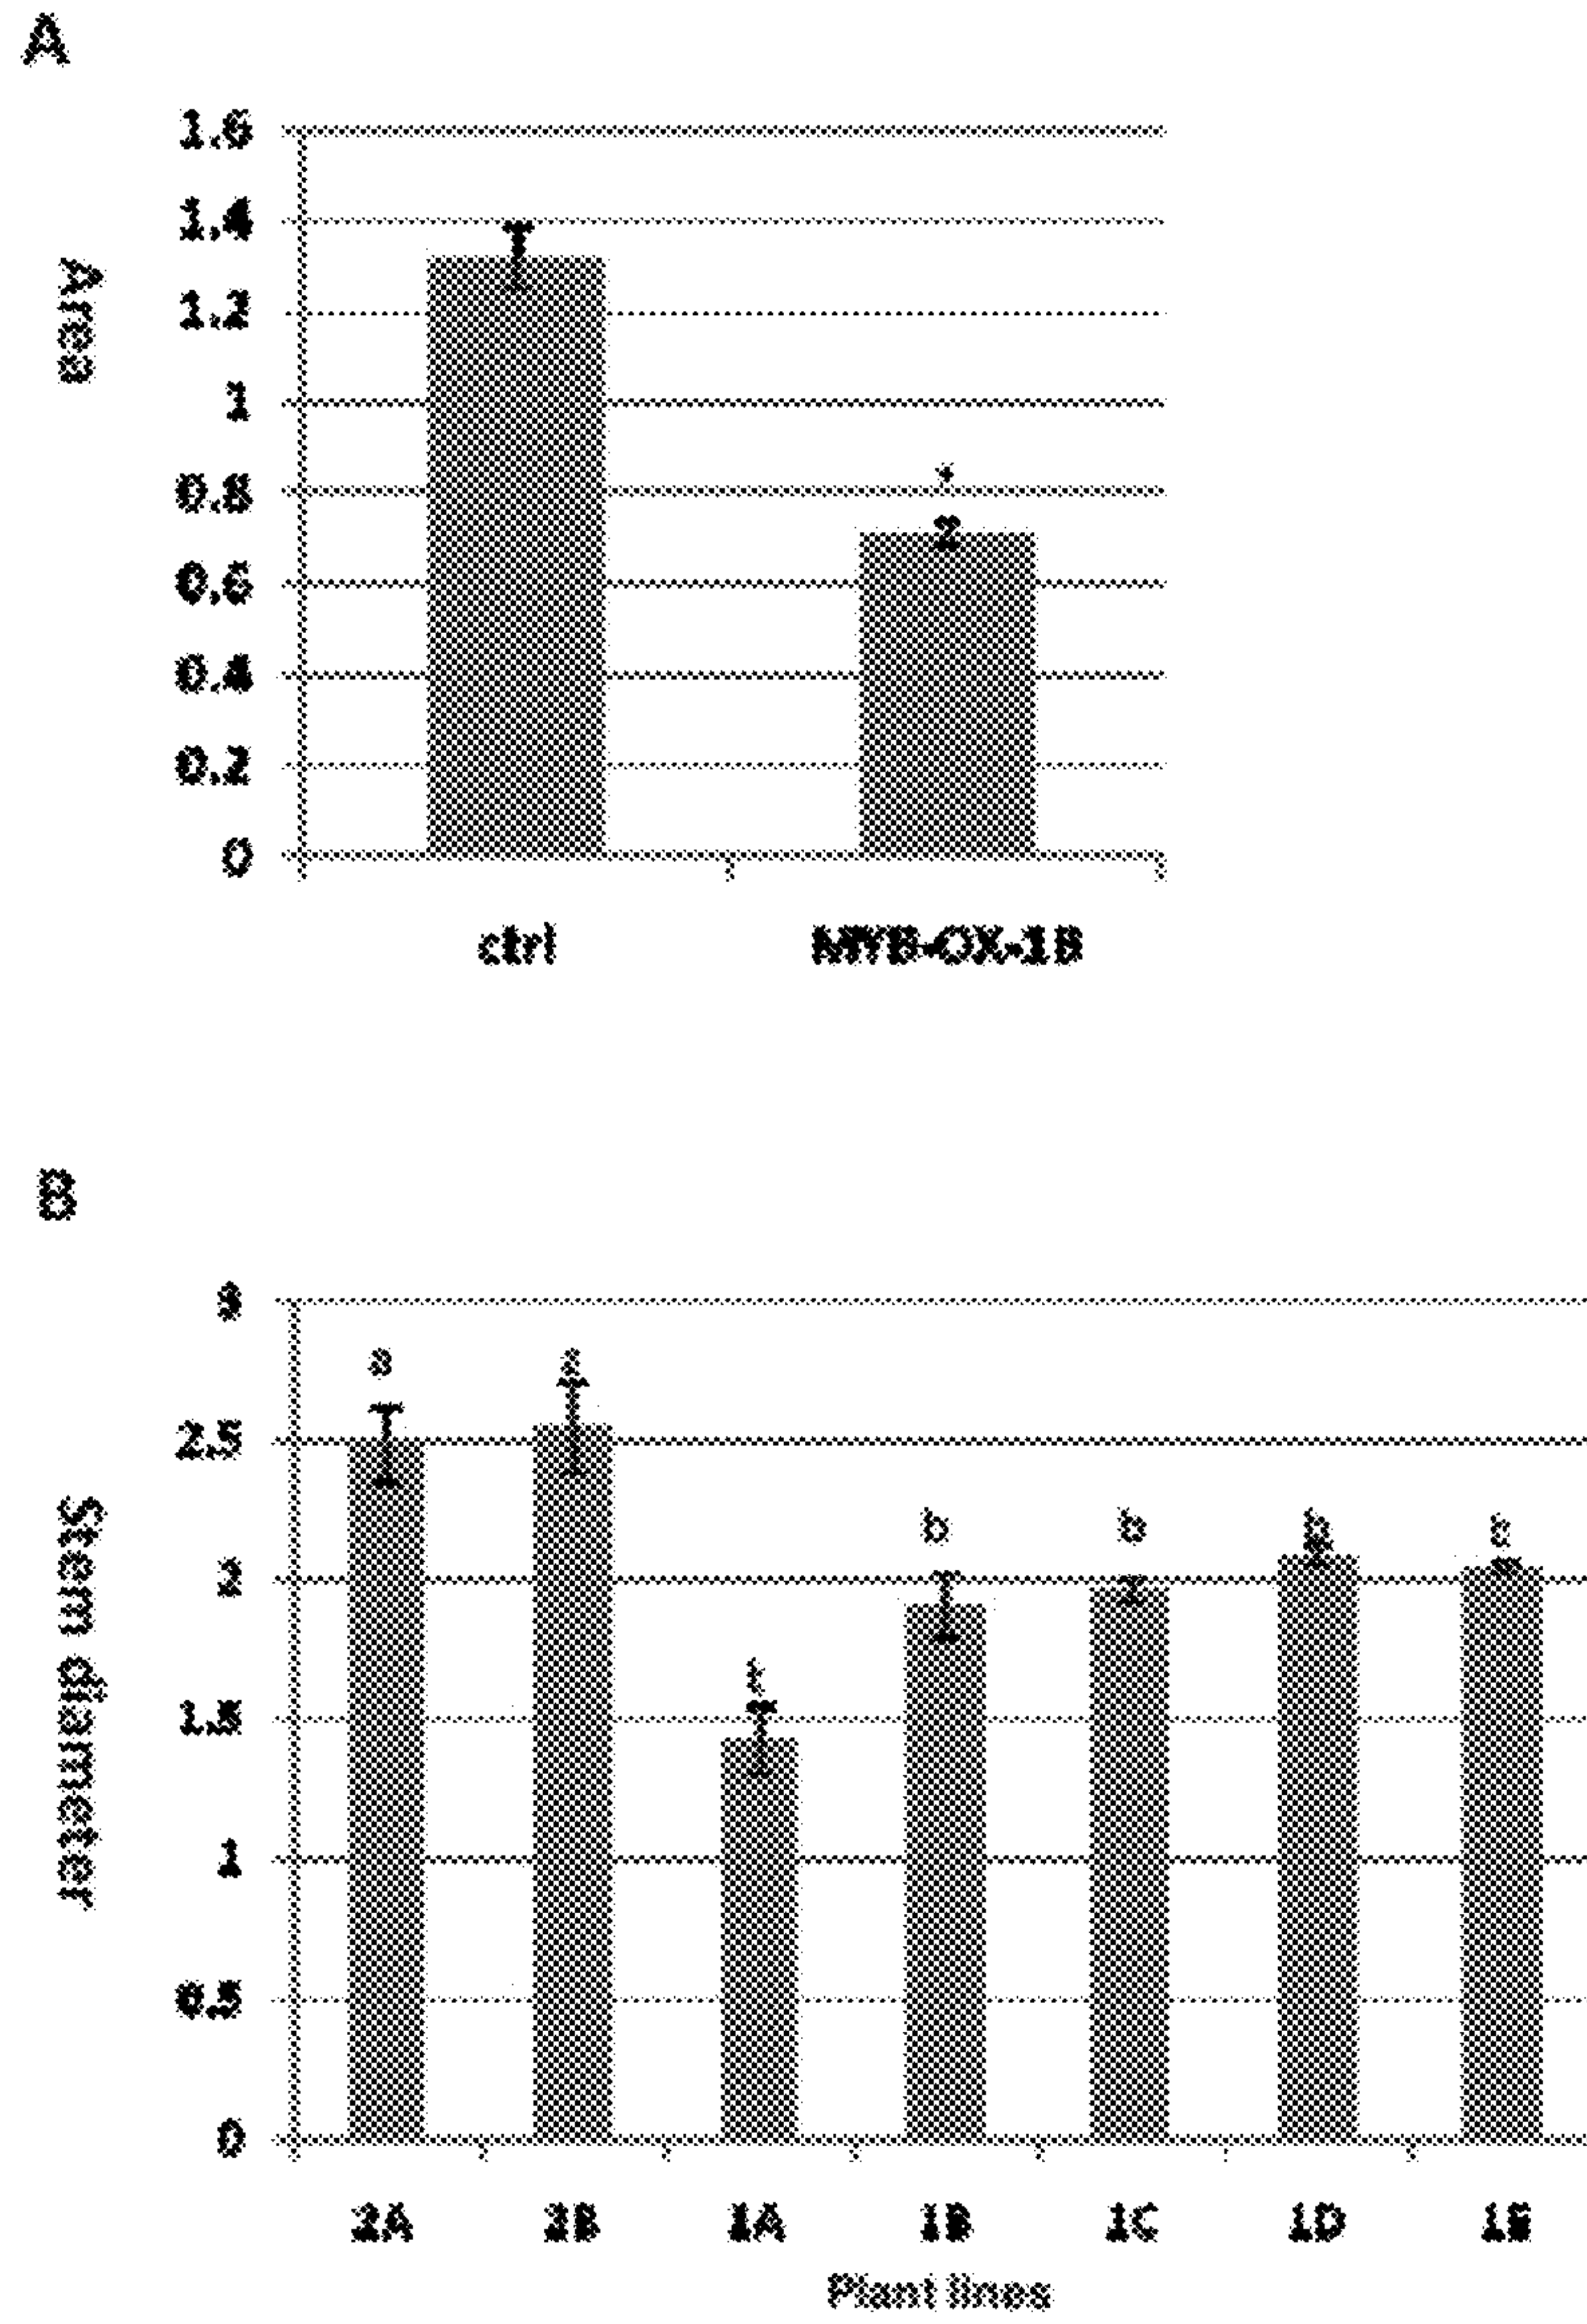 A
1.6
1.4
1.2
1
0.8
0.6
0.4
0.2
0
Area
*
ctrl
MYB-OX-1B
B
3
2.5
2
1.5
1
0.5
0
Stem diameter
a
b
b
b
2A
2B
1A
1B
1C
1D
1E
Plant lines